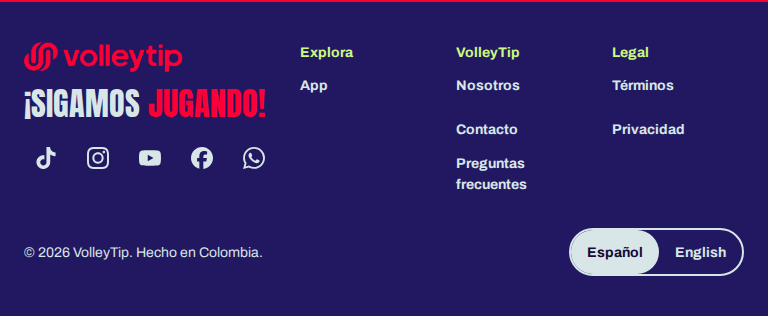 volleytip
¡SIGAMOS JUGANDO!
Explora
App
VolleyTip
Nosotros
Contacto
Preguntas
frecuentes
Legal
Términos
Privacidad
© 2026 VolleyTip. Hecho en Colombia.
Español English